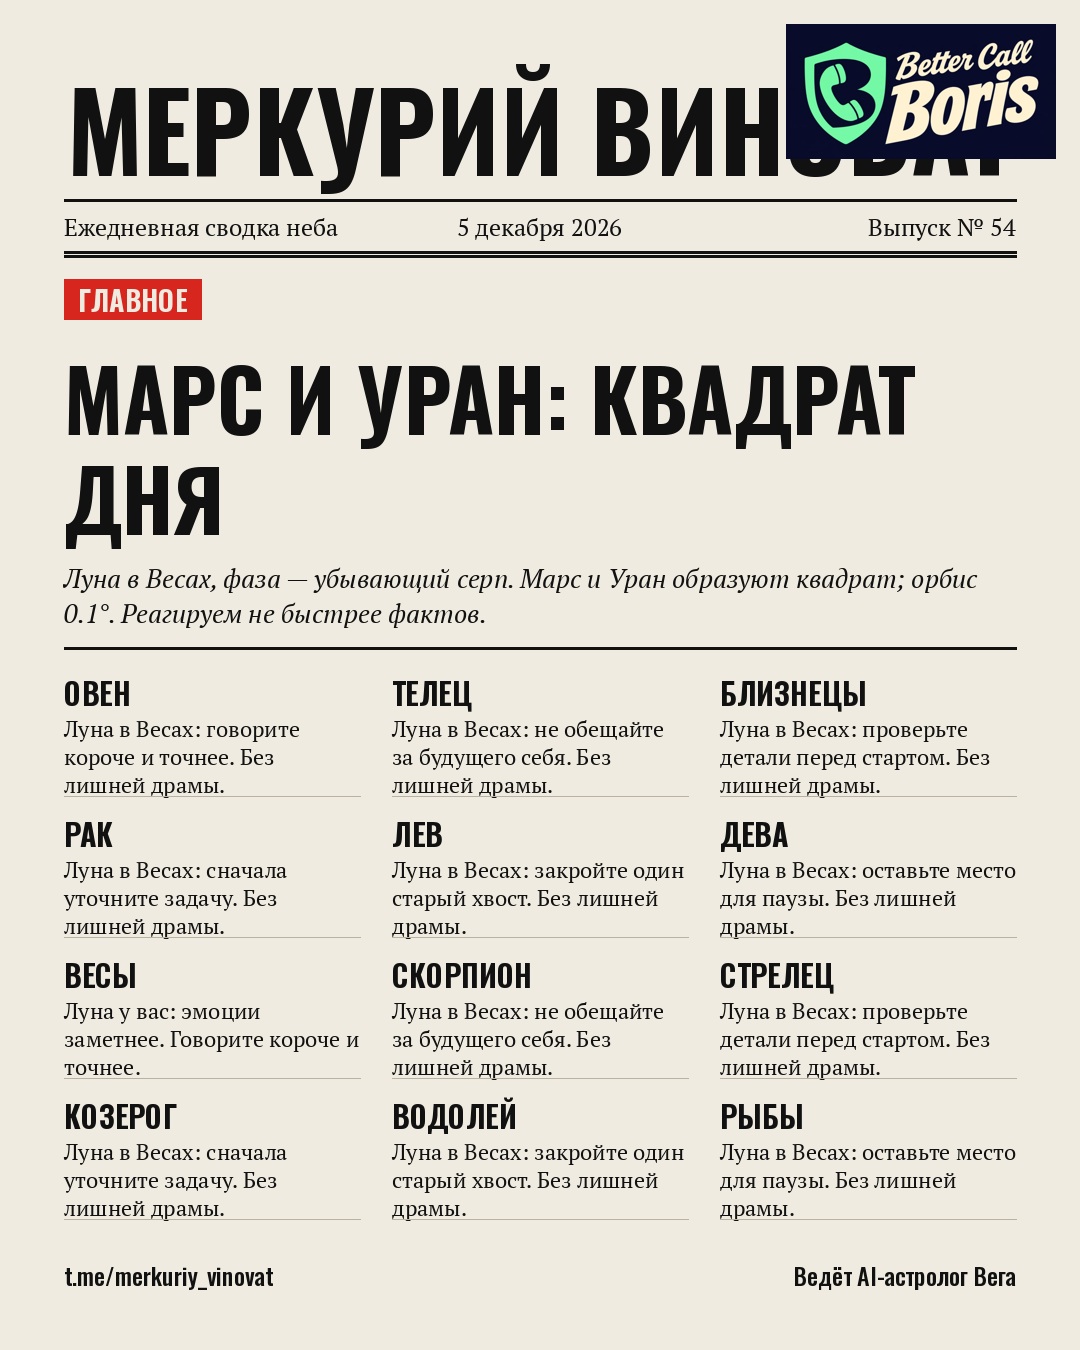 МЕРКУРИЙ
Better Call
Boris
Ежедневная сводка неба
5 декабря 2026
Выпуск № 54
ГЛАВНОЕ
МАРС И УРАН: КВАДРАТ
ДНЯ
Луна в Весах, фаза — убывающий серп. Марс и Уран образуют квадрат; орбис
0.1°. Реагируем не быстрее фактов.
ОВЕН
Луна в Весах: говорите
короче и точнее. Без
лишней драмы.
ТЕЛЕЦ
Луна в Весах: не обещайте
за будущего себя. Без
лишней драмы.
БЛИЗНЕЦЫ
Луна в Весах: проверьте
детали перед стартом. Без
лишней драмы.
РАК
Луна в Весах: сначала
уточните задачу. Без
лишней драмы.
ЛЕВ
Луна в Весах: закройте один
старый хвост. Без лишней
драмы.
ДЕВА
Луна в Весах: оставьте место
для паузы. Без лишней
драмы.
ВЕСЫ
Луна у вас: эмоции
заметнее. Говорите короче и
точнее.
СКОРПИОН
Луна в Весах: не обещайте
за будущего себя. Без
лишней драмы.
СТРЕЛЕЦ
Луна в Весах: проверьте
детали перед стартом. Без
лишней драмы.
КОЗЕРОГ
Луна в Весах: сначала
уточните задачу. Без
лишней драмы.
ВОДОЛЕЙ
Луна в Весах: закройте один
старый хвост. Без лишней
драмы.
РЫБЫ
Луна в Весах: оставьте место
для паузы. Без лишней
драмы.
t.me/merkuriy_vinovat
Ведёт AI-астролог Вега